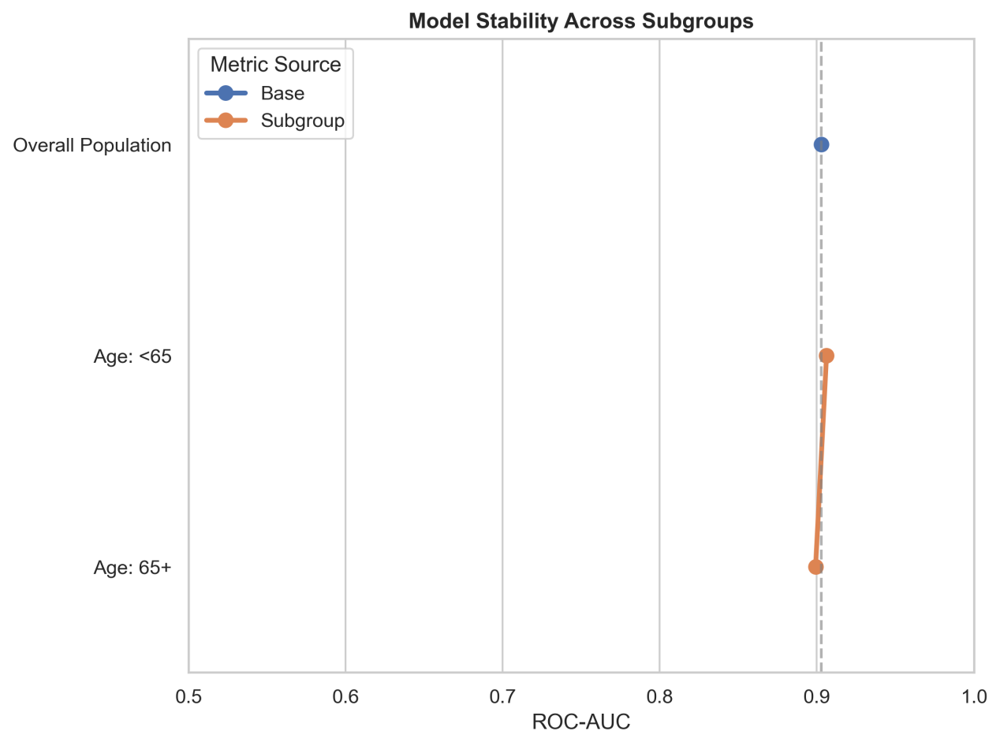 Model Stability Across Subgroups
Metric Source
Base
Subgroup
Overall Population
Age: <65
Age: 65+
0.5 0.6 0.7 0.8 0.9 1.0
ROC-AUC